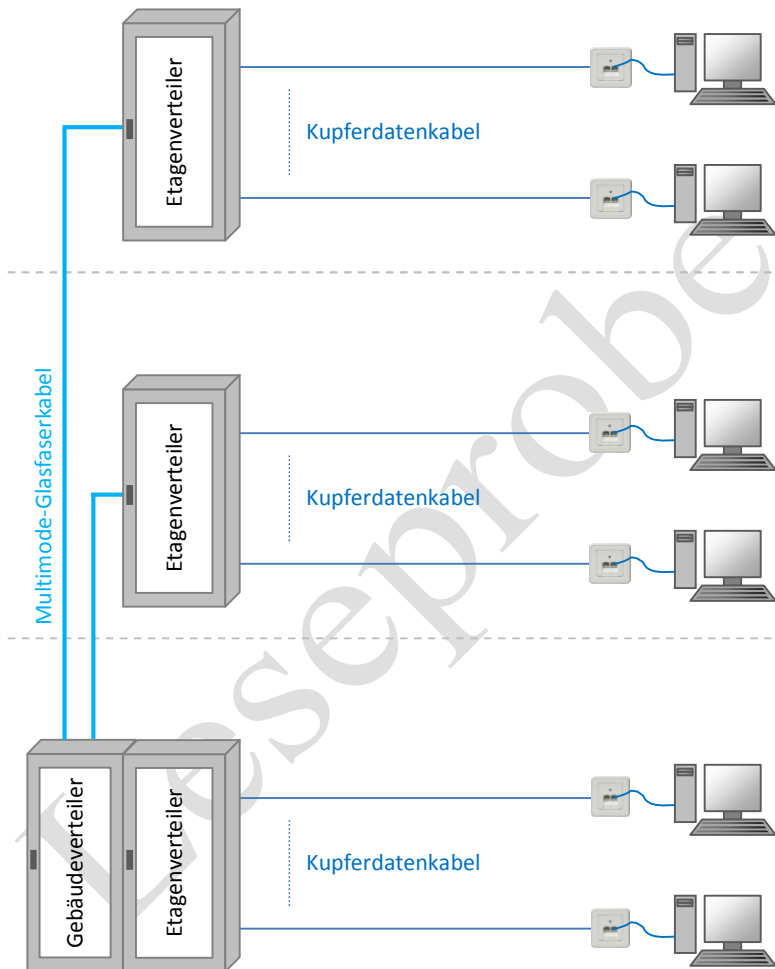 Etagenverteiler
Kupferdatenkabel
Multimode-Glasfaserkabel
Etagenverteiler
Kupferdatenkabel
Gebäudeverteiler
Etagenverteiler
Kupferdatenkabel
Leseprobe